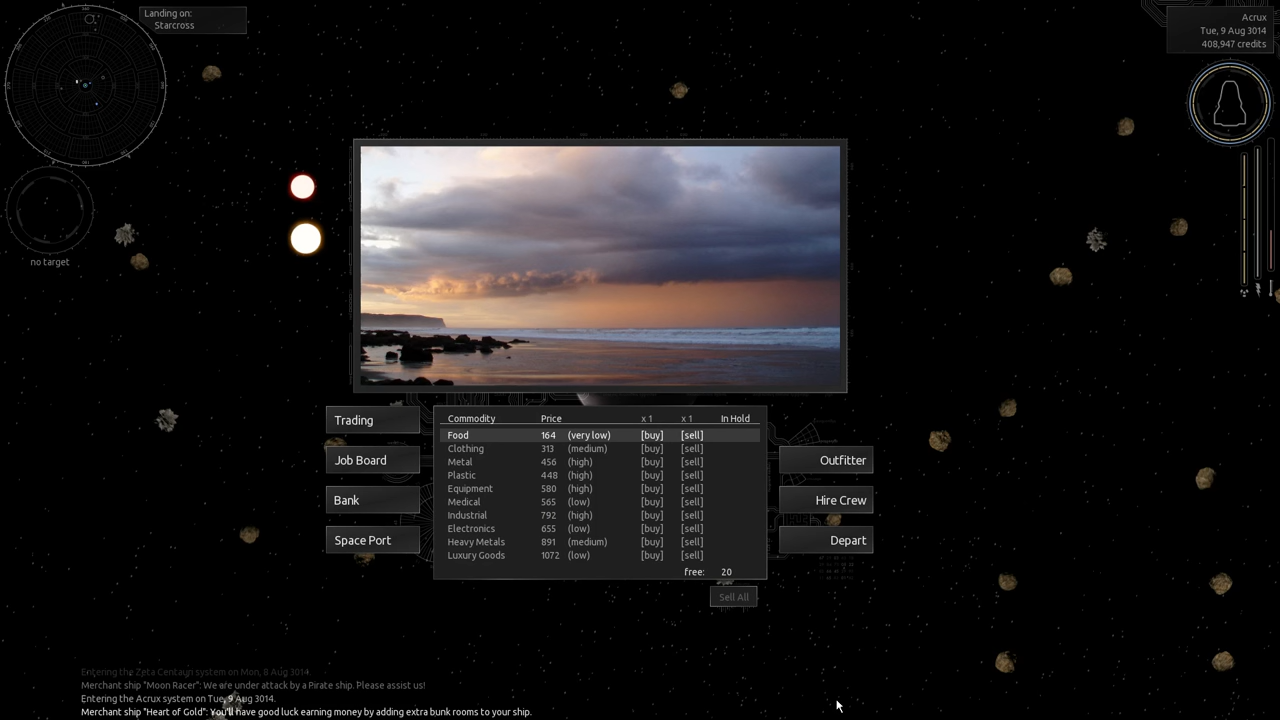 Landing on:
Starcross
Acrux
Tue, 9 Aug 3014
408,947 credits
no target
Trading
Job Board
Bank
Space Port
Commodity Price x 1 x 1 In Hold
Food 164 (very low) [buy] [sell]
Clothing 313 (medium) [buy] [sell]
Metal 456 (high) [buy] [sell]
Plastic 448 (high) [buy] [sell]
Equipment 580 (high) [buy] [sell]
Medical 565 (low) [buy] [sell]
Industrial 792 (high) [buy] [sell]
Electronics 655 (low) [buy] [sell]
Heavy Metals 891 (medium) [buy] [sell]
Luxury Goods 1072 (low) [buy] [sell]
free: 20
Sell All
Outfitter
Hire Crew
Depart
Entering the Zeta Centauri system on Mon, 8 Aug 3014.
Merchant ship "Moon Racer": We are under attack by a Pirate ship. Please assist us!
Entering the Acrux system on Tue, 9 Aug 3014.
Merchant ship "Heart of Gold": You'll have good luck earning money by adding extra bunk rooms to your ship.